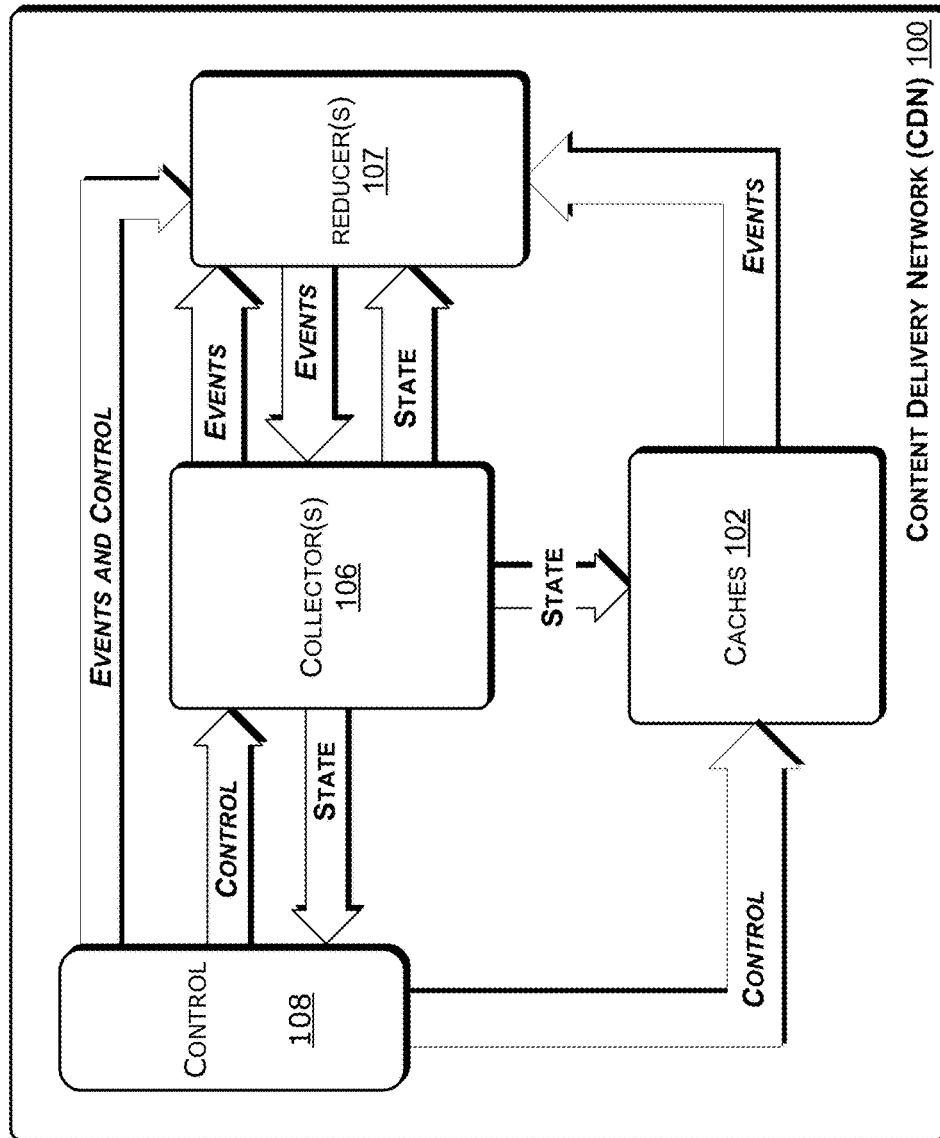 EVENTS AND CONTROL
CONTROL
108
CONTROL
STATE
COLLECTOR(S)
106
EVENTS
EVENTS
STATE
REDUCER(S)
107
STATE
CONTROL
CACHES 102
EVENTS
CONTENT DELIVERY NETWORK (CDN) 100